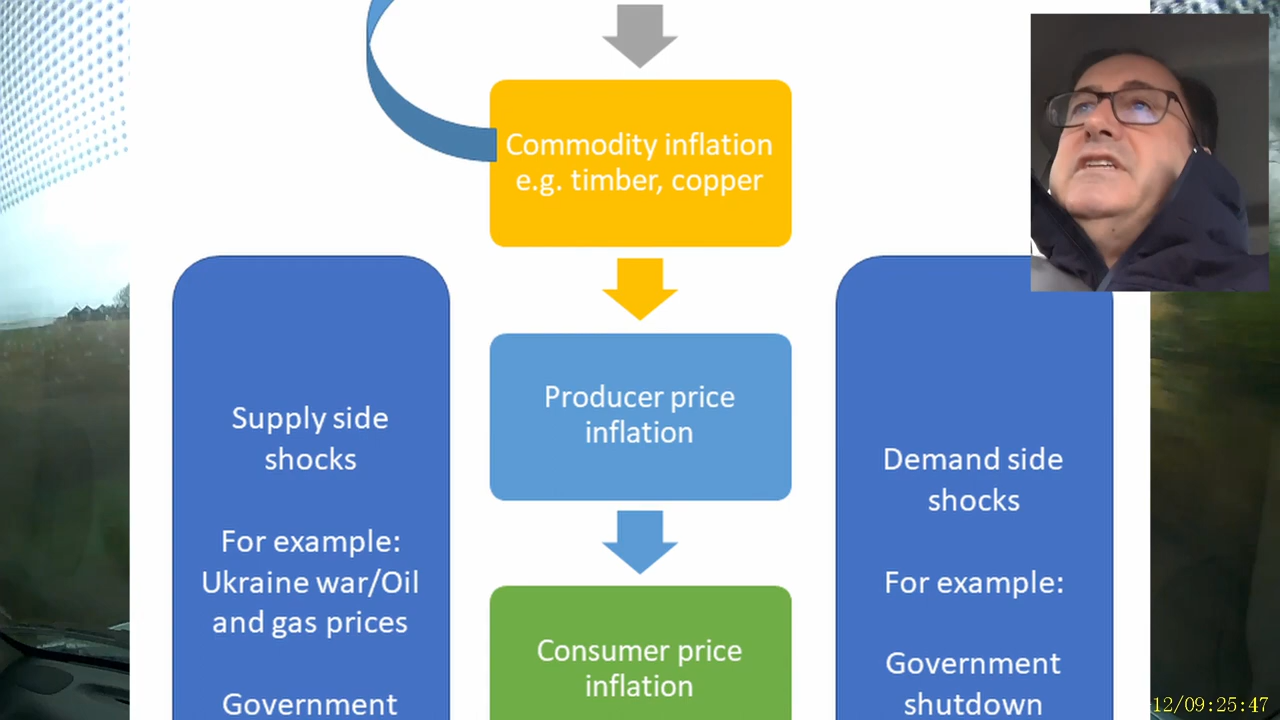 Commodity inflation
e.g. timber, copper
Supply side
shocks
For example:
Ukraine war/Oil
and gas prices
Government
Producer price
inflation
Consumer price
inflation
Demand side
shocks
For example:
Government
shutdown
12/09:25:47